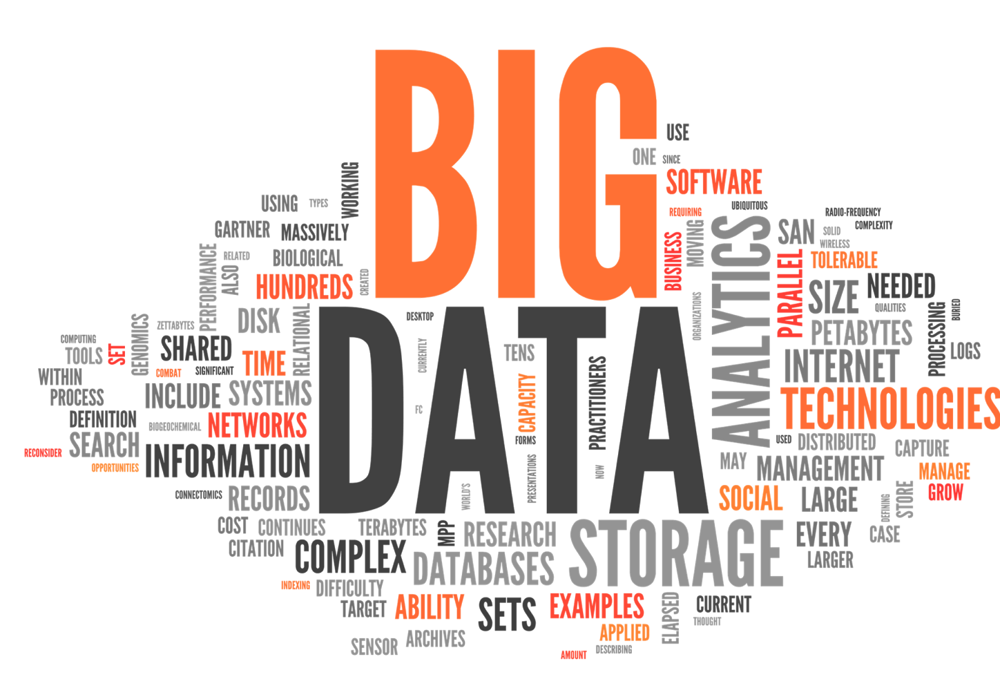 BIG
DATA
USE
ONE
SINCE
SOFTWARE
WORKING
USING
TYPES
REQUIRING
UBIQUITOUS
RADIO-FREQUENCY
COMPLEXITY
GARTNER
MASSIVELY
BUSINESS
MOVING
ANALYTICS
SAN
SOLID
WIRELESS
PERFORMANCE
RELATED
BIOLOGICAL
ALSO
HUNDREDS
CREATED
PARALLEL
TOLERABLE
SIZE
NEEDED
QUALITIES
ORGANIZATIONS
PROCESSING
BURIED
DISK
RELATIONAL
DESKTOP
PETABYTES
GENOMICS
ZETTABYTES
COMPUTING
TOOLS
SET
SHARED
TIME
CURRENTLY
TENS
INTERNET
LOGS
COMBAT
SIGNIFICANT
WITHIN
PROCESS
INCLUDE
SYSTEMS
CAPACITY
PRACTITIONERS
TECHNOLOGIES
FC
DEFINITION
BIOGEOCHEMICAL
NETWORKS
FORMS
USED
DISTRIBUTED
CAPTURE
RECONSIDER
SEARCH
OPPORTUNITIES
INFORMATION
PRESENTATIONS
NOW
MAY
MANAGEMENT
MANAGE
CONNECTOMICS
RECORDS
WORLD'S
SOCIAL
LARGE
DEFINING
STORE
GROW
COST
CONTINUES
TERABYTES
MPP
RESEARCH
STORAGE
EVERY
CASE
CITATION
COMPLEX
DATABASES
LARGER
INDEXING
DIFFICULTY
TARGET
ABILITY
SETS
EXAMPLES
ELAPSED
CURRENT
THOUGHT
SENSOR
ARCHIVES
APPLIED
AMOUNT
DESCRIBING